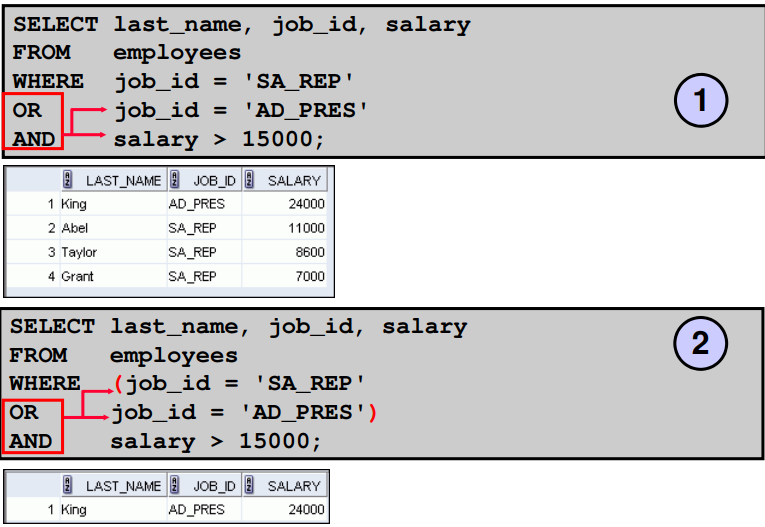 SELECT last_name, job_id, salary
FROM employees
WHERE job_id = 'SA_REP'
OR job_id = 'AD_PRES'
AND salary > 15000;
1
LAST_NAME JOB_ID SALARY
1 King AD_PRES 24000
2 Abel SA_REP 11000
3 Taylor SA_REP 8600
4 Grant SA_REP 7000
SELECT last_name, job_id, salary
FROM employees
WHERE (job_id = 'SA_REP'
OR job_id = 'AD_PRES')
AND salary > 15000;
2
LAST_NAME JOB_ID SALARY
1 King AD_PRES 24000